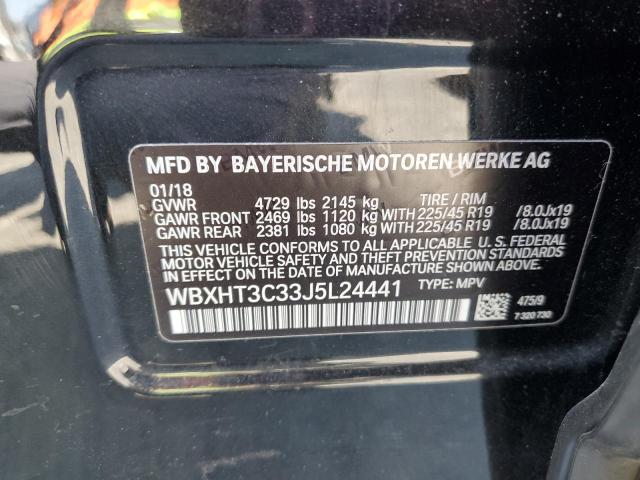 MFD BY BAYERISCHE MOTOREN WERKE AG
01/18
GVWR 4729 lbs 2145 kg TIRE / RIM
GAWR FRONT 2469 lbs 1120 kg WITH 225/45 R19 /8.0Jx19
GAWR REAR 2381 lbs 1080 kg WITH 225/45 R19 /8.0Jx19
THIS VEHICLE CONFORMS TO ALL APPLICABLE U. S. FEDERAL
MOTOR VEHICLE SAFETY AND THEFT PREVENTION STANDARDS
IN EFFECT ON THE DATE OF MANUFACTURE SHOWN ABOVE.
WBXHT3C33J5L24441 TYPE: MPV
475/9
7 320 730